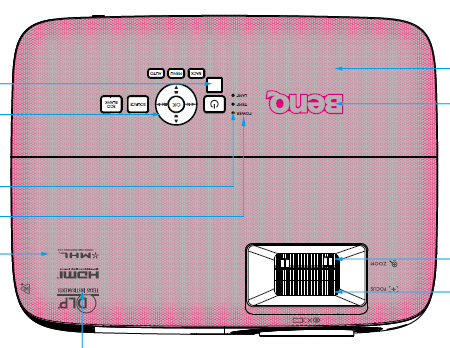 AUTO
MENU
BACK
ECO
BLANK
SOURCE
OK
LAMP
TEMP
POWER
BenQ
MHL
HDMI
DLP
TEXAS INSTRUMENTS
ZOOM
FOCUS